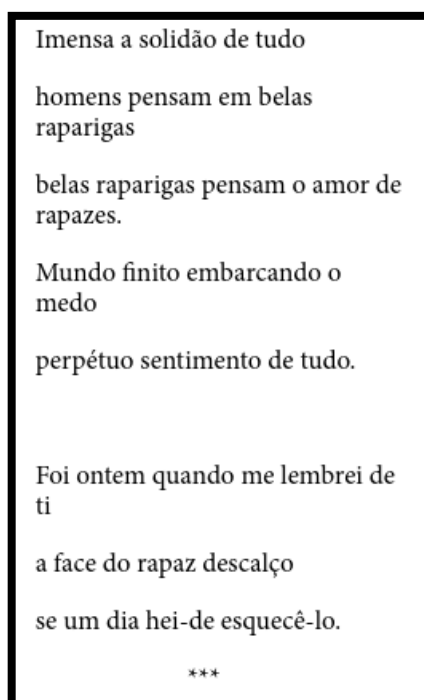 Imensa a solidão de tudo
homens pensam em belas
raparigas
belas raparigas pensam o amor de
rapazes.
Mundo finito embarcando o
medo
perpétuo sentimento de tudo.
Foi ontem quando me lembrei de
ti
a face do rapaz descalço
se um dia hei-de esquecê-lo.
***